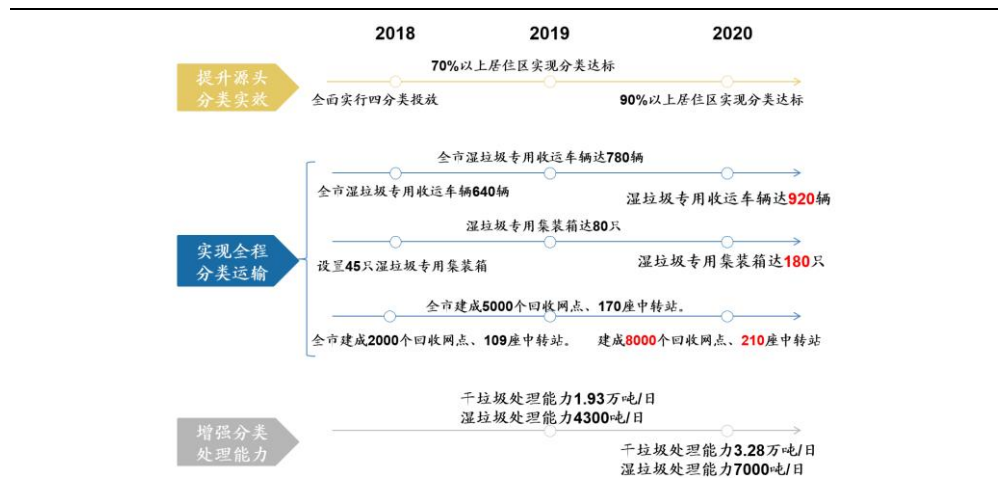 2018 2019 2020
70%以上居住区实现分类达标
提升源头
分类实效
全面实行四分类投放
90%以上居住区实现分类达标
全市湿垃圾专用收运车辆达780辆
全市湿垃圾专用收运车辆640辆
湿垃圾专用收运车辆达920辆
湿垃圾专用集装箱达80只
实现全程
分类运输
设置45只湿垃圾专用集装箱
湿垃圾专用集装箱达180只
全市建成5000个回收网点、170座中转站。
全市建成2000个回收网点、109座中转站。
建成8000个回收网点、210座中转站
干垃圾处理能力1.93万吨/日
湿垃圾处理能力4300吨/日
增强分类
处理能力
干垃圾处理能力3.28万吨/日
湿垃圾处理能力7000吨/日